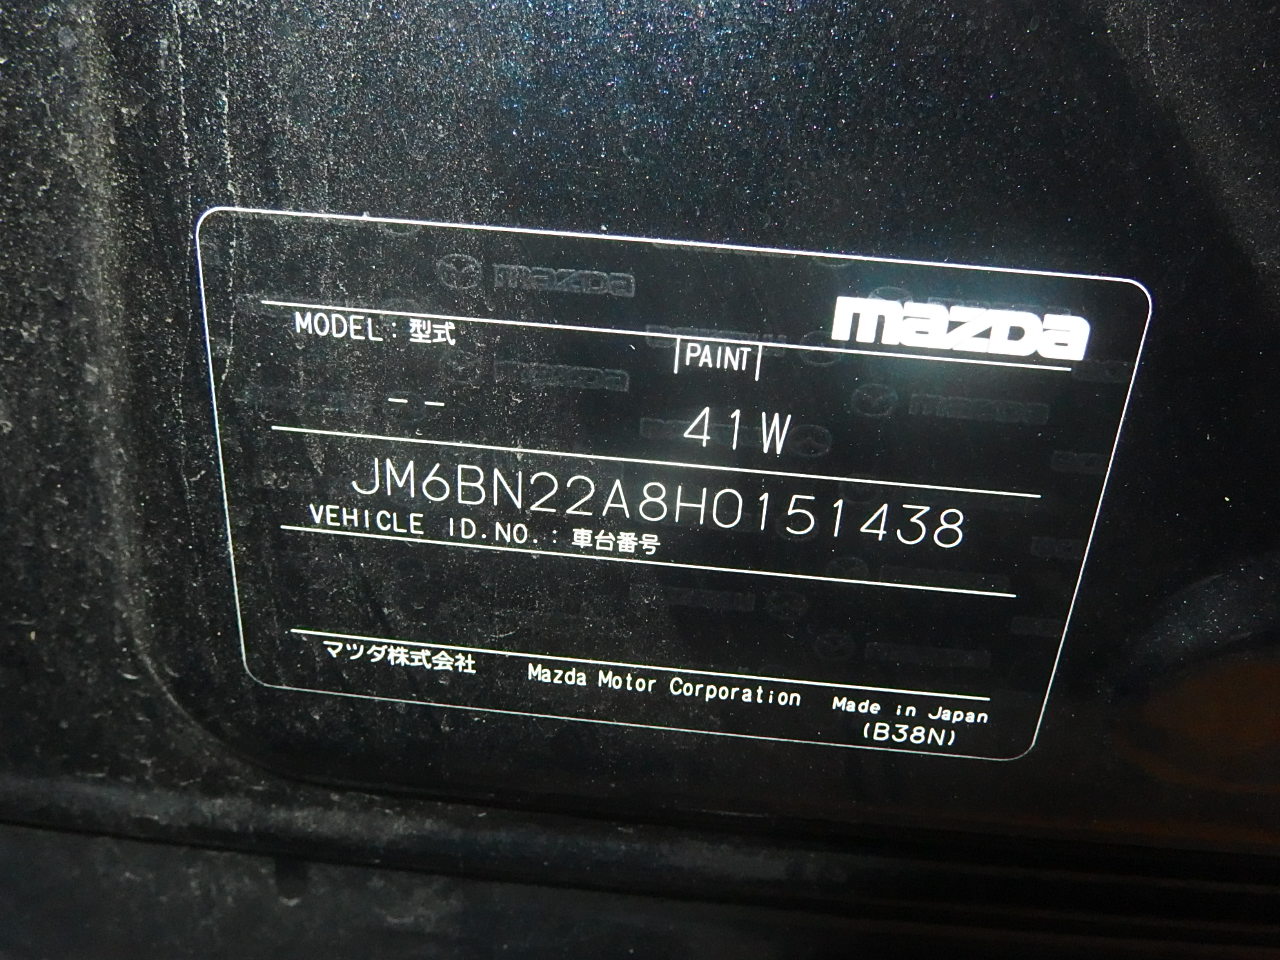 mazda
MODEL : 型式
PAINT
-- 41W
JM6BN22A8H0151438
VEHICLE ID.NO. : 車台番号
マツダ株式会社 Mazda Motor Corporation Made in Japan
(B38N)